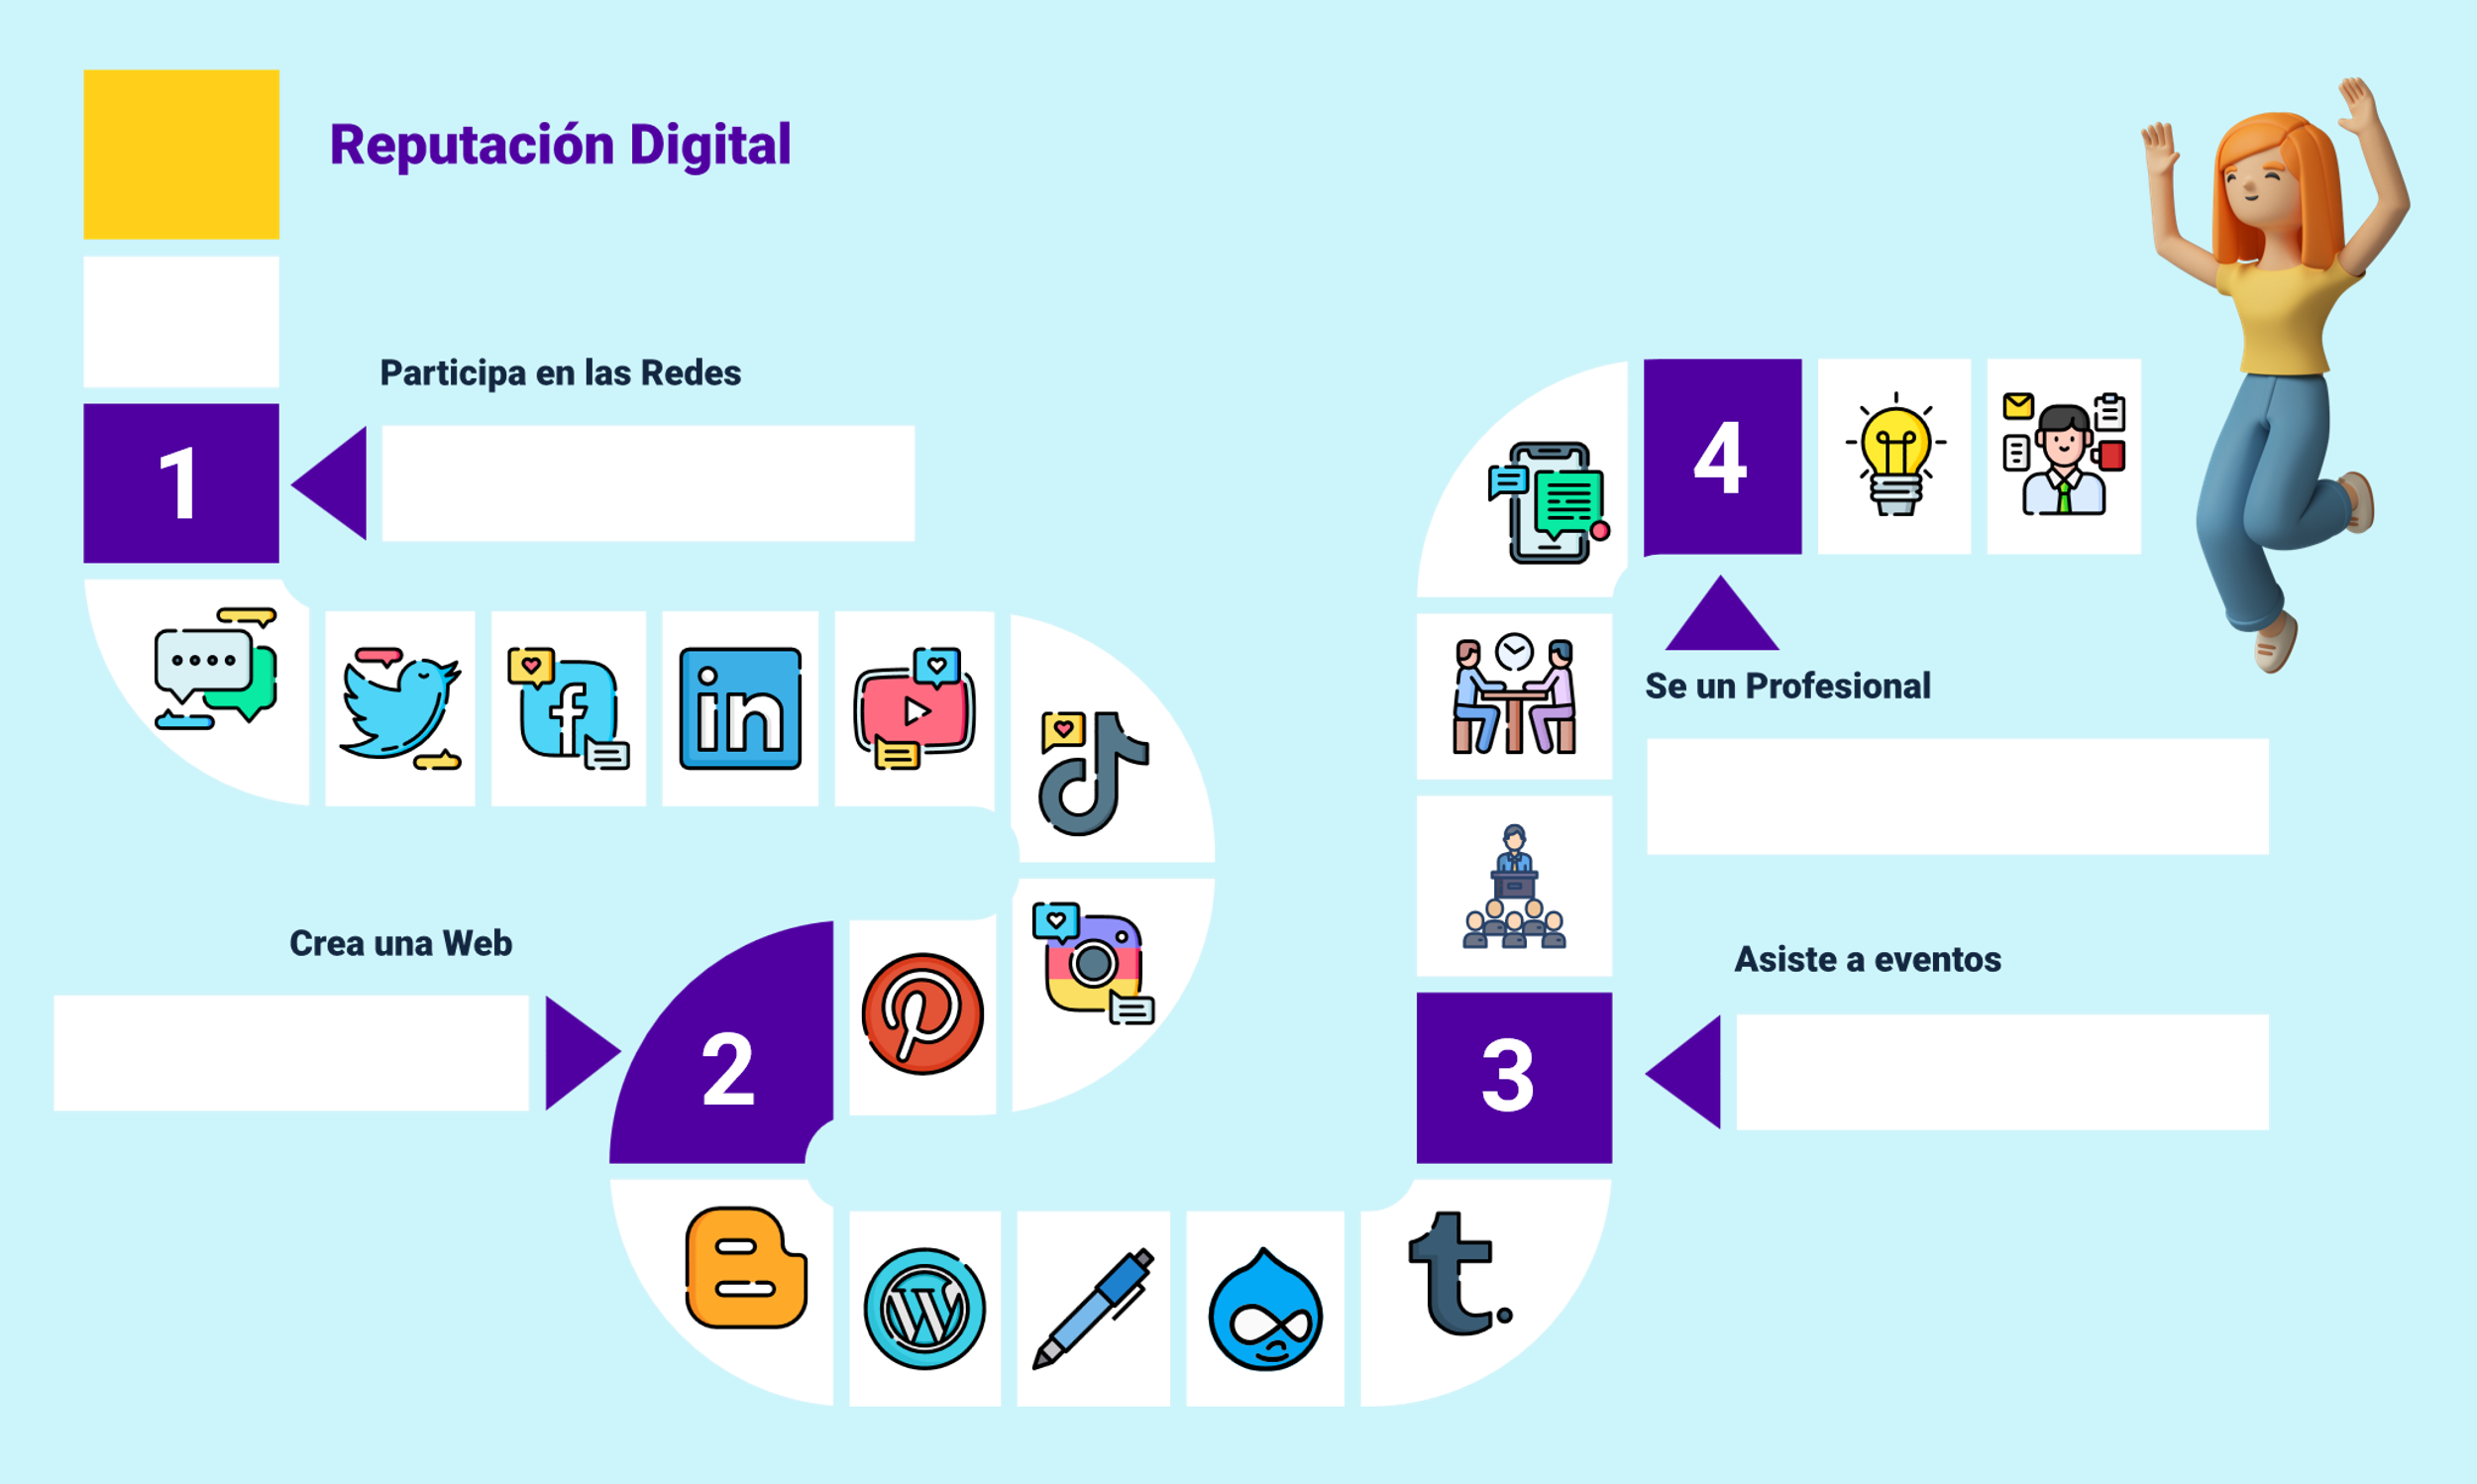 Reputación Digital
Participa en las Redes
1
Crea una Web
2
Asiste a eventos
3
4
Se un Profesional